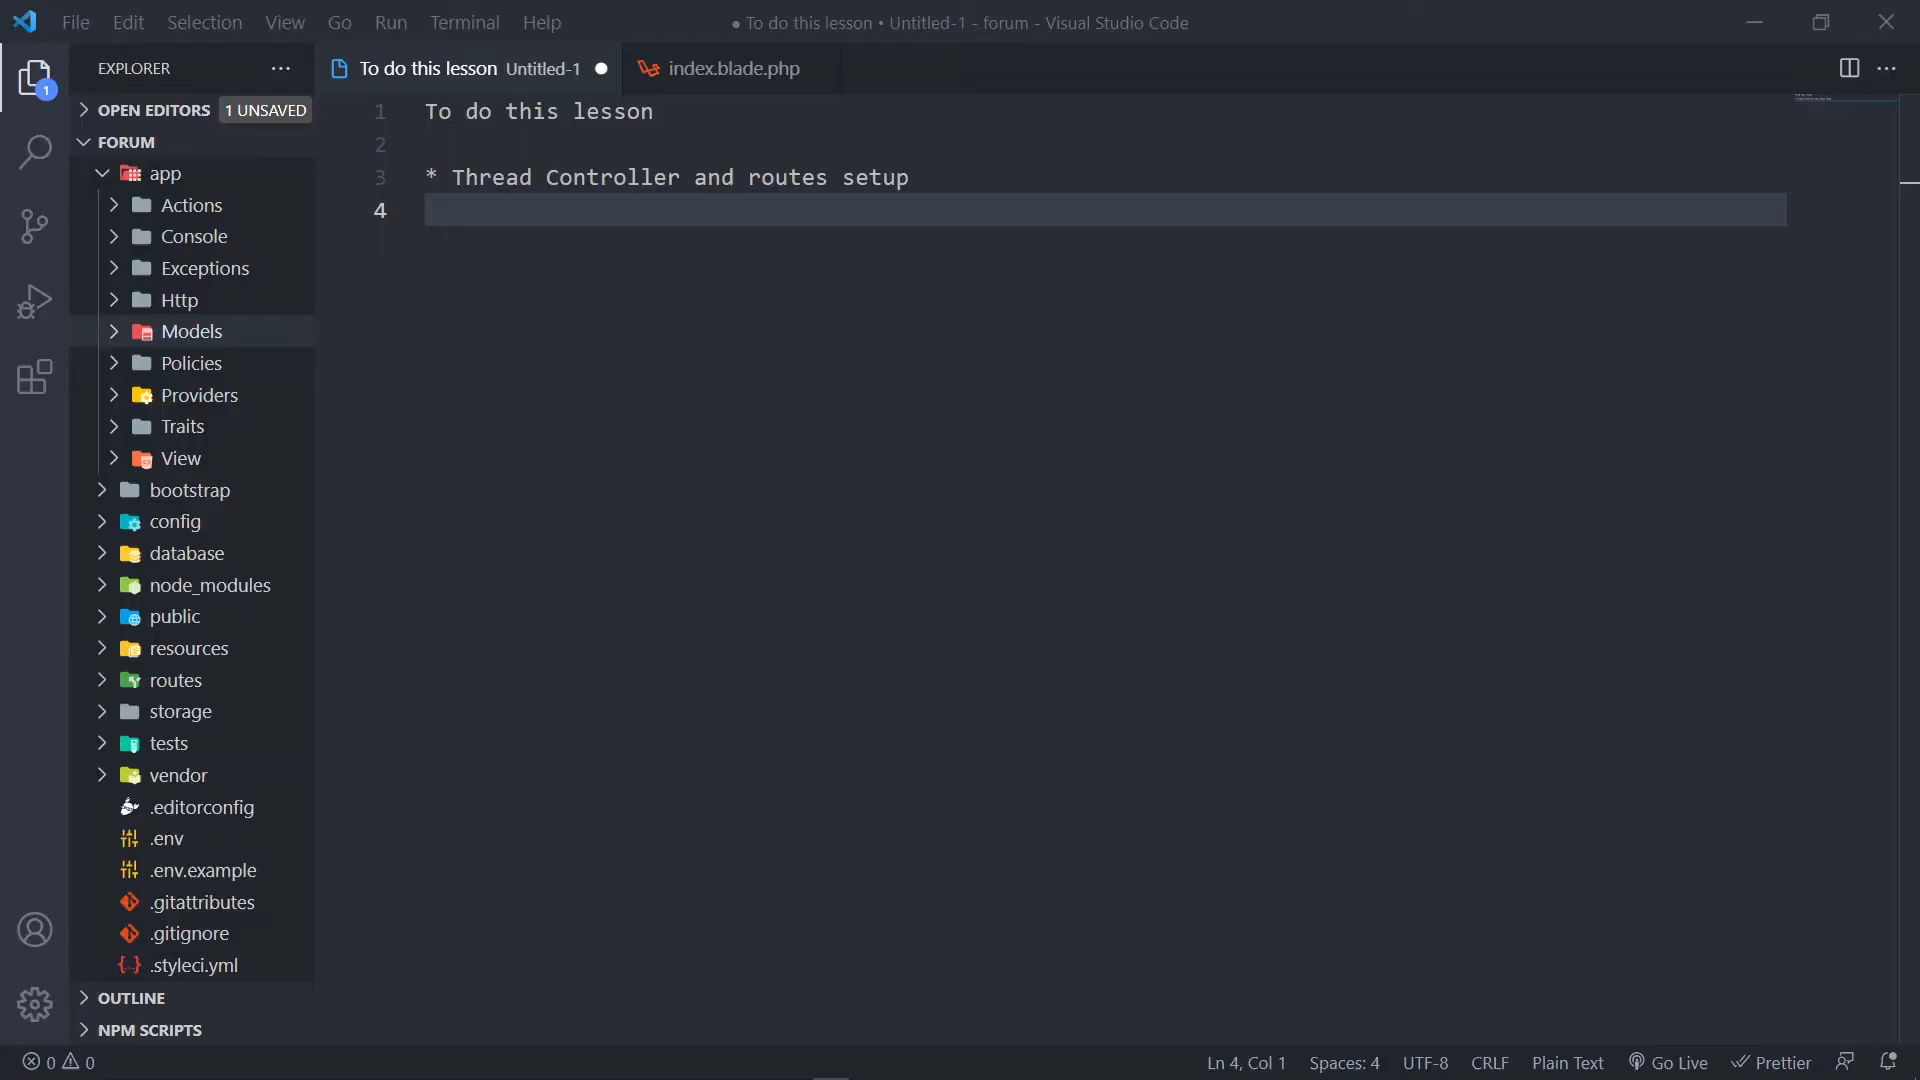 File Edit Selection View Go Run Terminal Help
● To do this lesson • Untitled-1 - forum - Visual Studio Code
EXPLORER ···
To do this lesson Untitled-1 ●
index.blade.php
1
OPEN EDITORS 1 UNSAVED
FORUM
app
Actions
Console
Exceptions
Http
Models
Policies
Providers
Traits
View
bootstrap
config
database
node_modules
public
resources
routes
storage
tests
vendor
.editorconfig
.env
.env.example
.gitattributes
.gitignore
.styleci.yml
OUTLINE
NPM SCRIPTS
1 To do this lesson
2
3 * Thread Controller and routes setup
4
0 0
Ln 4, Col 1 Spaces: 4 UTF-8 CRLF Plain Text Go Live Prettier